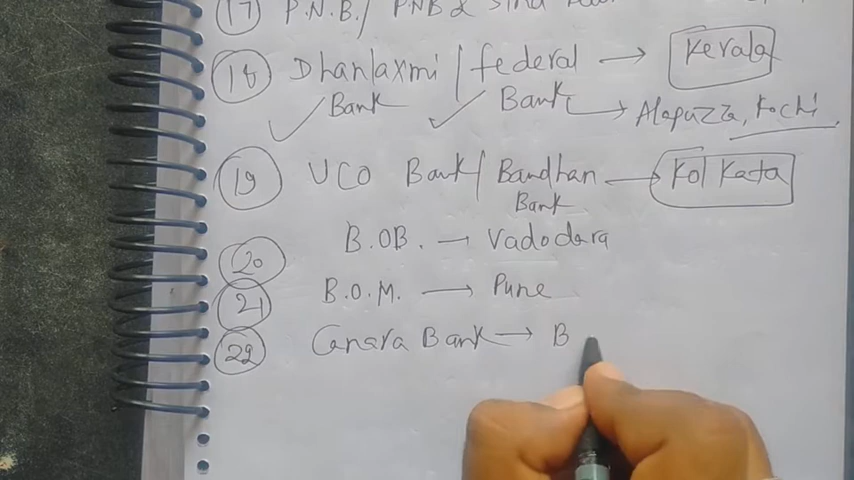 17 P.N.B./ PNB &
18 Dhanlaxmi / federal → Kerala
Bank Bank → Alapuzza, Kochi
19 UCO Bank / Bandhan → Kolkata
Bank
20 B.OB. → Vadodara
21 B.O.M. → Pune
22 Canara Bank → B